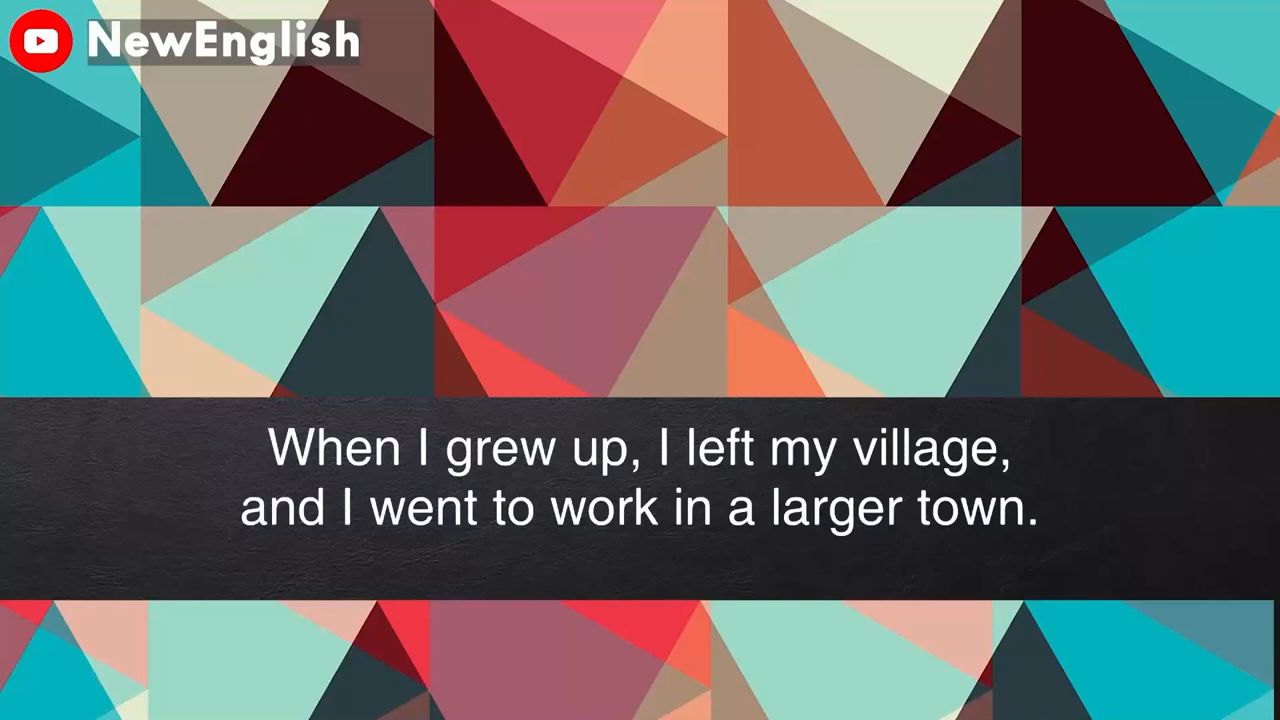 NewEnglish
When I grew up, I left my village,
and I went to work in a larger town.